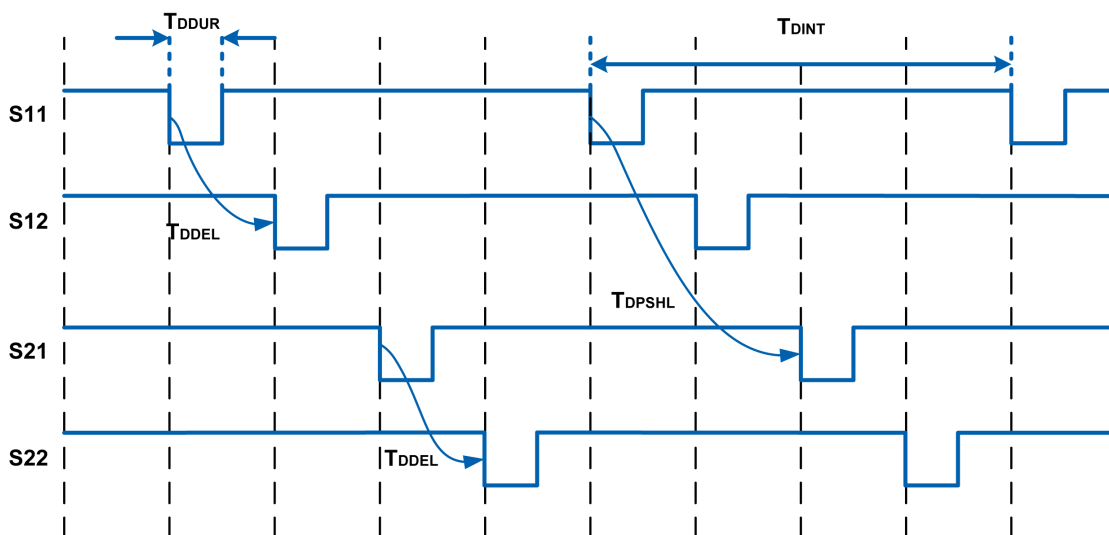 TDDUR
TDINT
S11
S12
TDDEL
TDPSHL
S21
S22
TDDEL